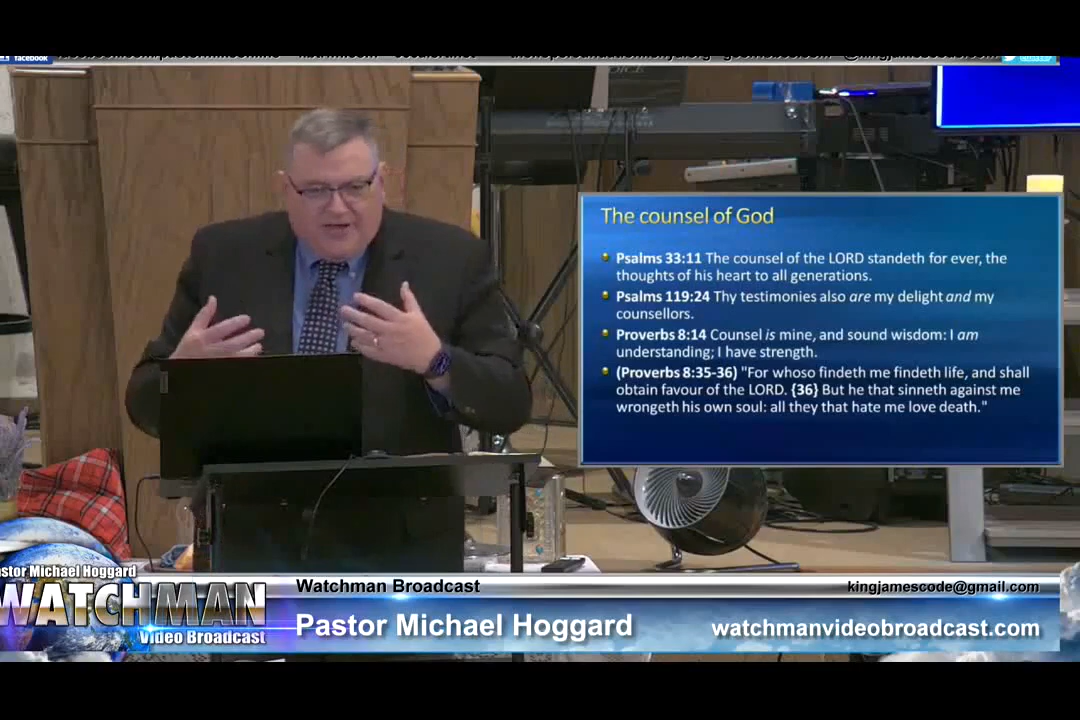 facebook
The counsel of God
Psalms 33:11 The counsel of the LORD standeth for ever, the
thoughts of his heart to all generations.
Psalms 119:24 Thy testimonies also are my delight and my
counsellors.
Proverbs 8:14 Counsel is mine, and sound wisdom: I am
understanding; I have strength.
(Proverbs 8:35-36) "For whoso findeth me findeth life, and shall
obtain favour of the LORD. {36} But he that sinneth against me
wrongeth his own soul: all they that hate me love death."
astor Michael Hoggard
WATCHMAN
Video Broadcast
Watchman Broadcast
kingjamescode@gmail.com
Pastor Michael Hoggard
watchmanvideobroadcast.com